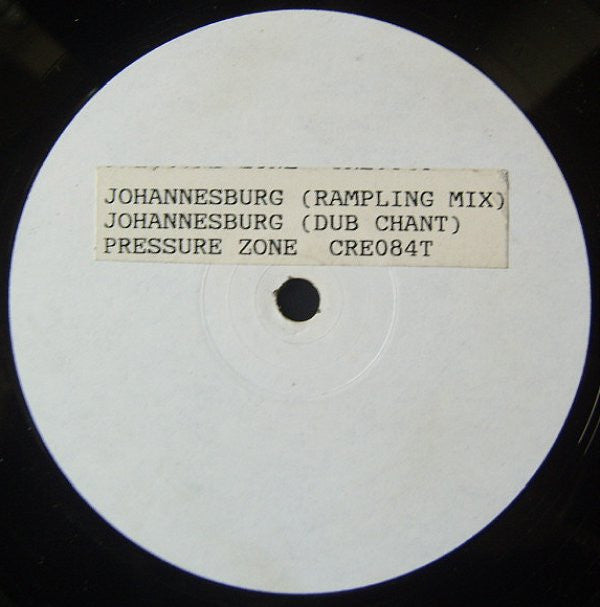 JOHANNESBURG (RAMPLING MIX)
JOHANNESBURG (DUB CHANT)
PRESSURE ZONE CRE084T